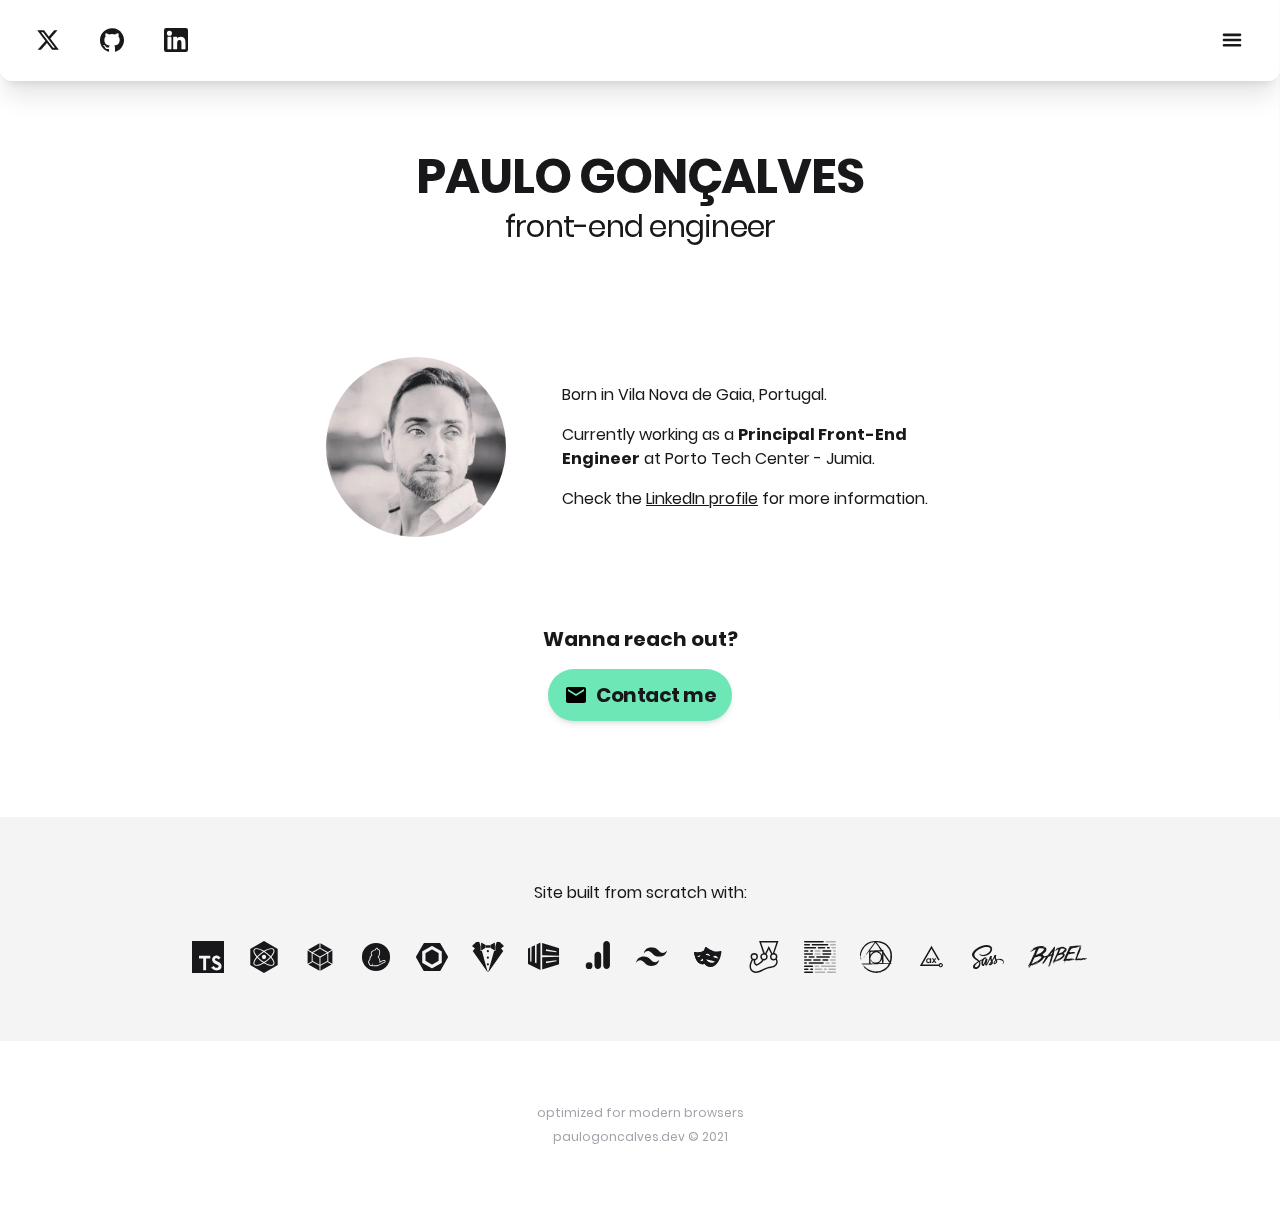 PAULO GONÇALVES
front-end engineer
Born in Vila Nova de Gaia, Portugal.
Currently working as a Principal Front-End
Engineer at Porto Tech Center - Jumia.
Check the LinkedIn profile for more information.
Wanna reach out?
Contact me
Site built from scratch with:
TS
ax
Sass
BABEL
optimized for modern browsers
paulogoncalves.dev © 2021